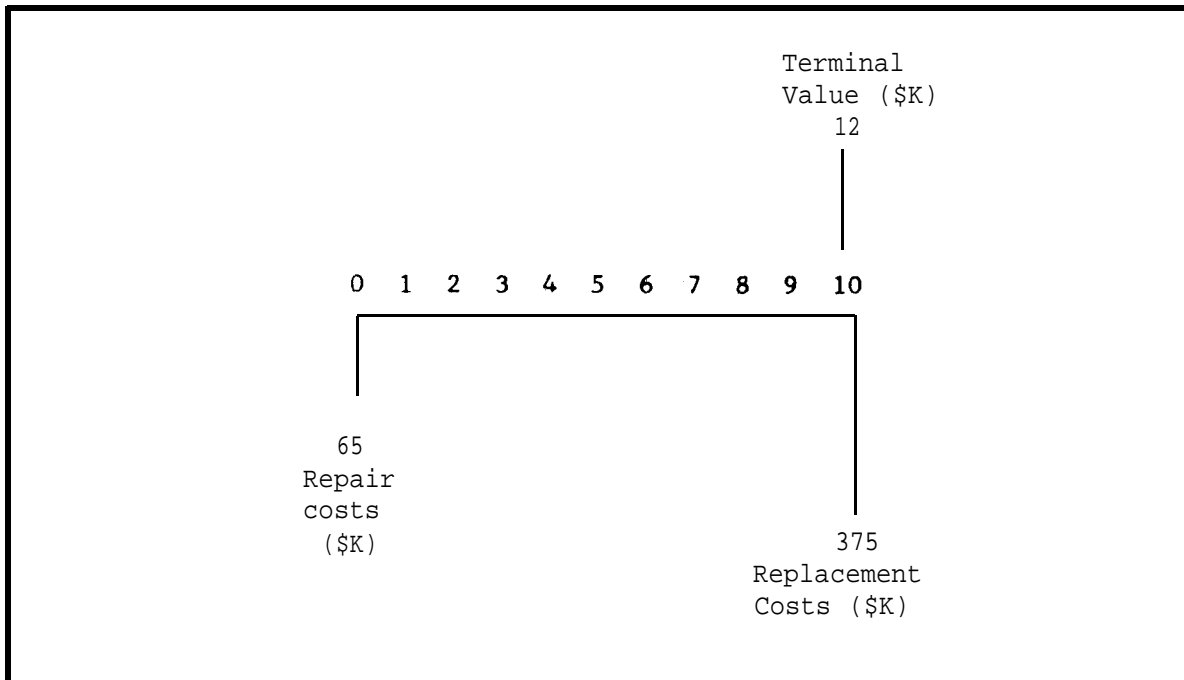 Terminal
Value ($K)
12
0 1 2 3 4 5 6 7 8 9 10
65
Repair
costs
($K)
375
Replacement
Costs ($K)